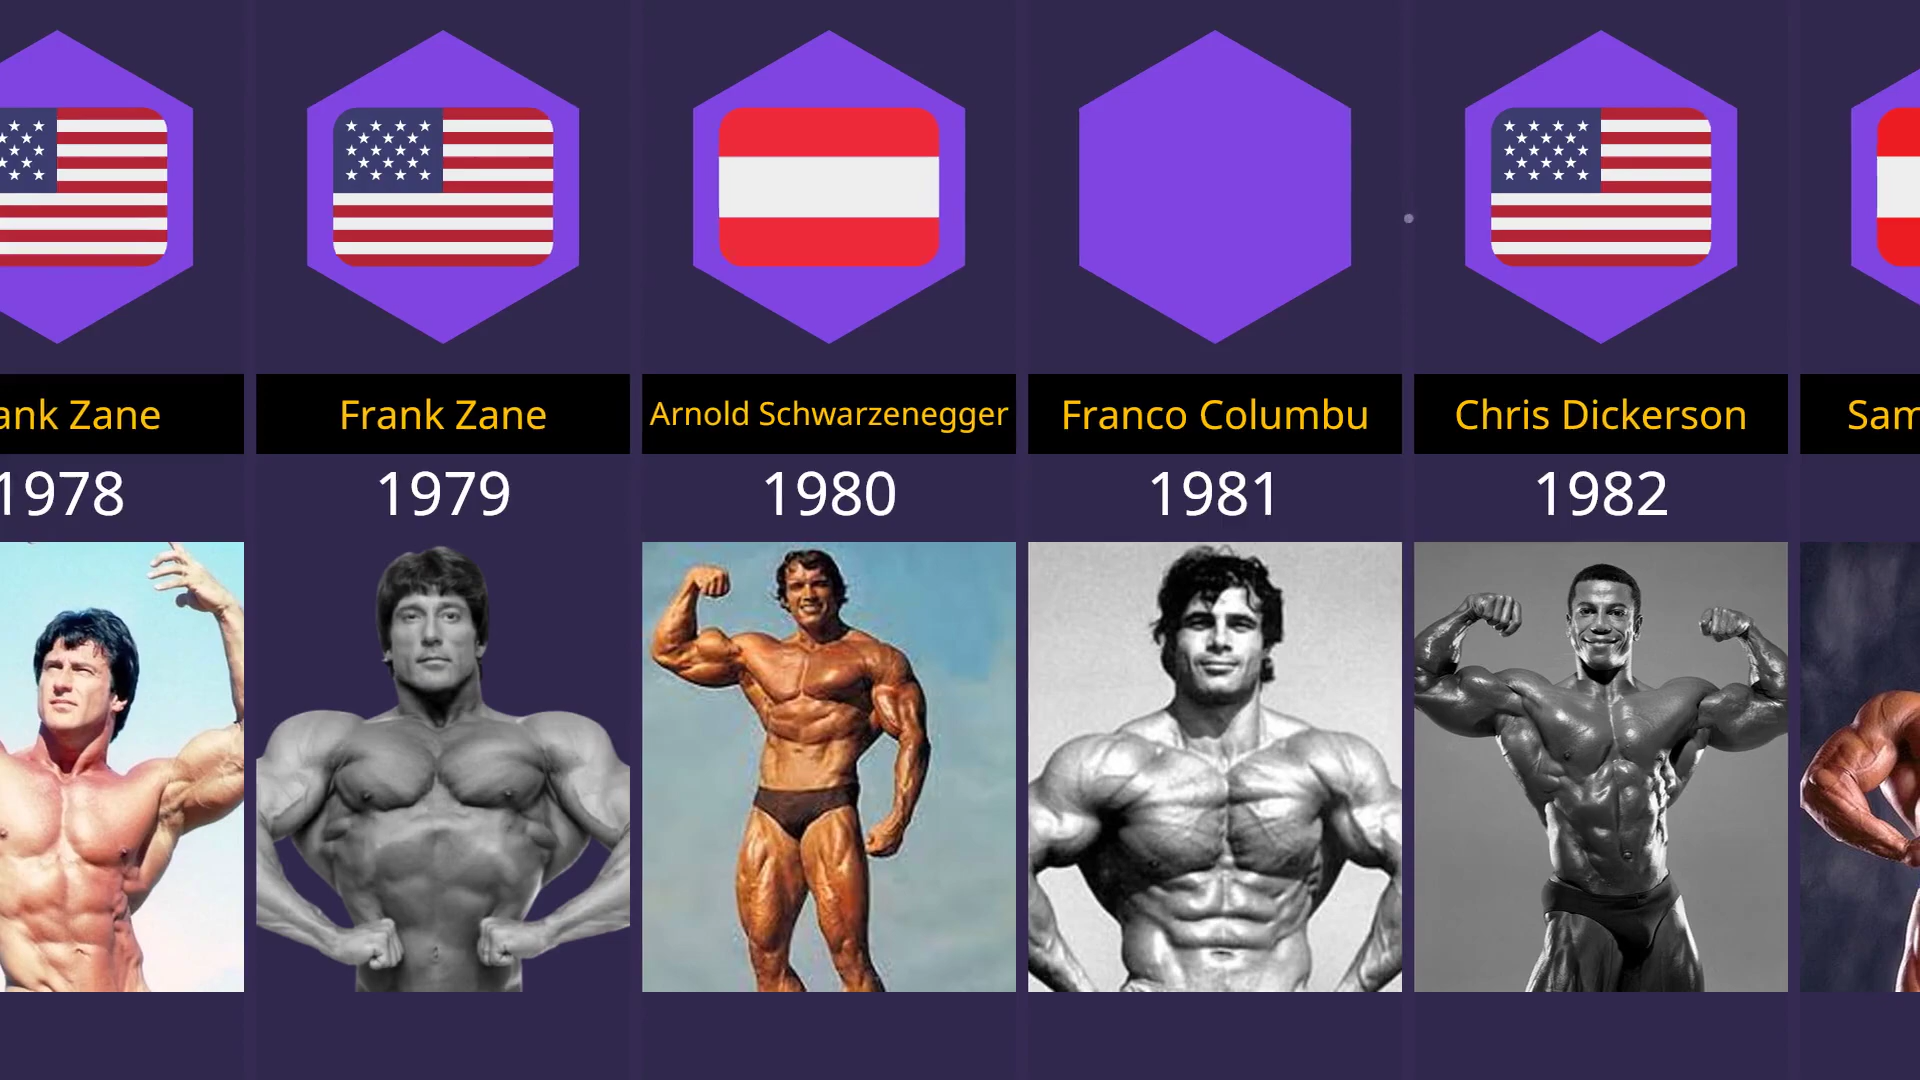 ank Zane
1978
Frank Zane
1979
Arnold Schwarzenegger
1980
Franco Columbu
1981
Chris Dickerson
1982
Sam